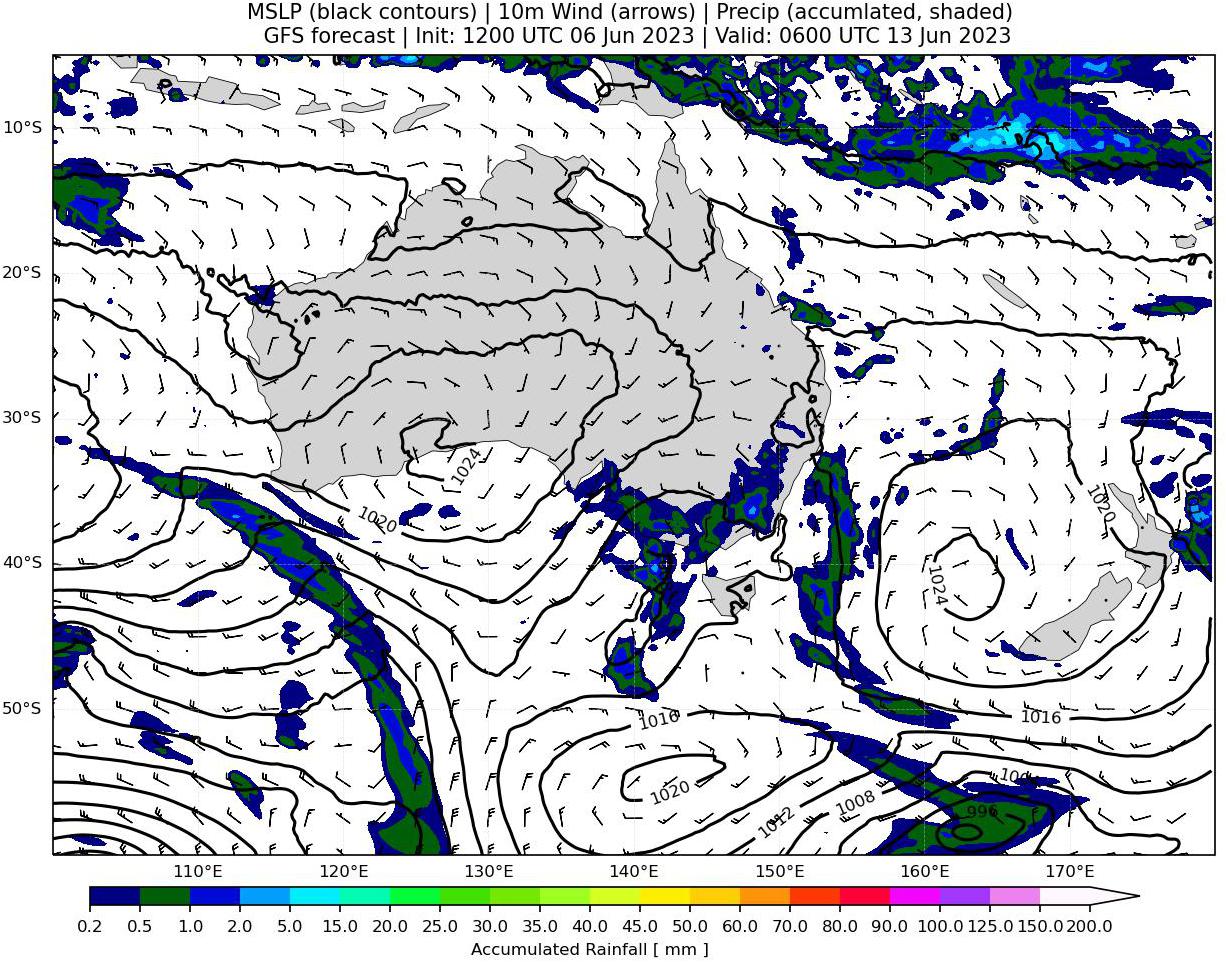 MSLP (black contours) | 10m Wind (arrows) | Precip (accumlated, shaded)
GFS forecast | Init: 1200 UTC 06 Jun 2023 | Valid: 0600 UTC 13 Jun 2023
10°S
20°S
30°S
1024
1020
1020
40°S
1024
50°S
1016
1016
1020
1012
1008
996
110°E 120°E 130°E 140°E 150°E 160°E 170°E
0.2 0.5 1.0 2.0 5.0 10.0 15.0 20.0 25.0 30.0 35.0 40.0 45.0 50.0 60.0 70.0 80.0 90.0 100.0 125.0 150.0 200.0
Accumulated Rainfall [ mm ]